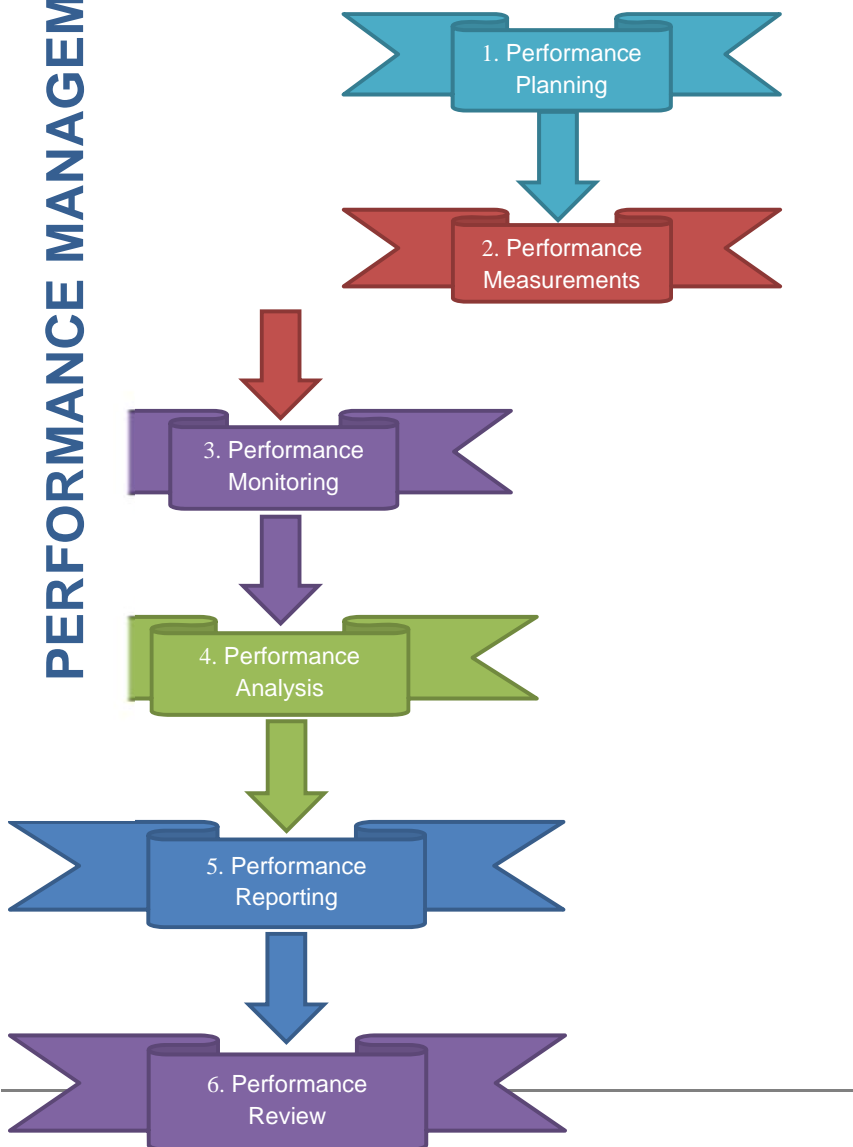 PERFORMANCE MANAGEM
1. Performance
Planning
2. Performance
Measurements
3. Performance
Monitoring
4. Performance
Analysis
5. Performance
Reporting
6. Performance
Review